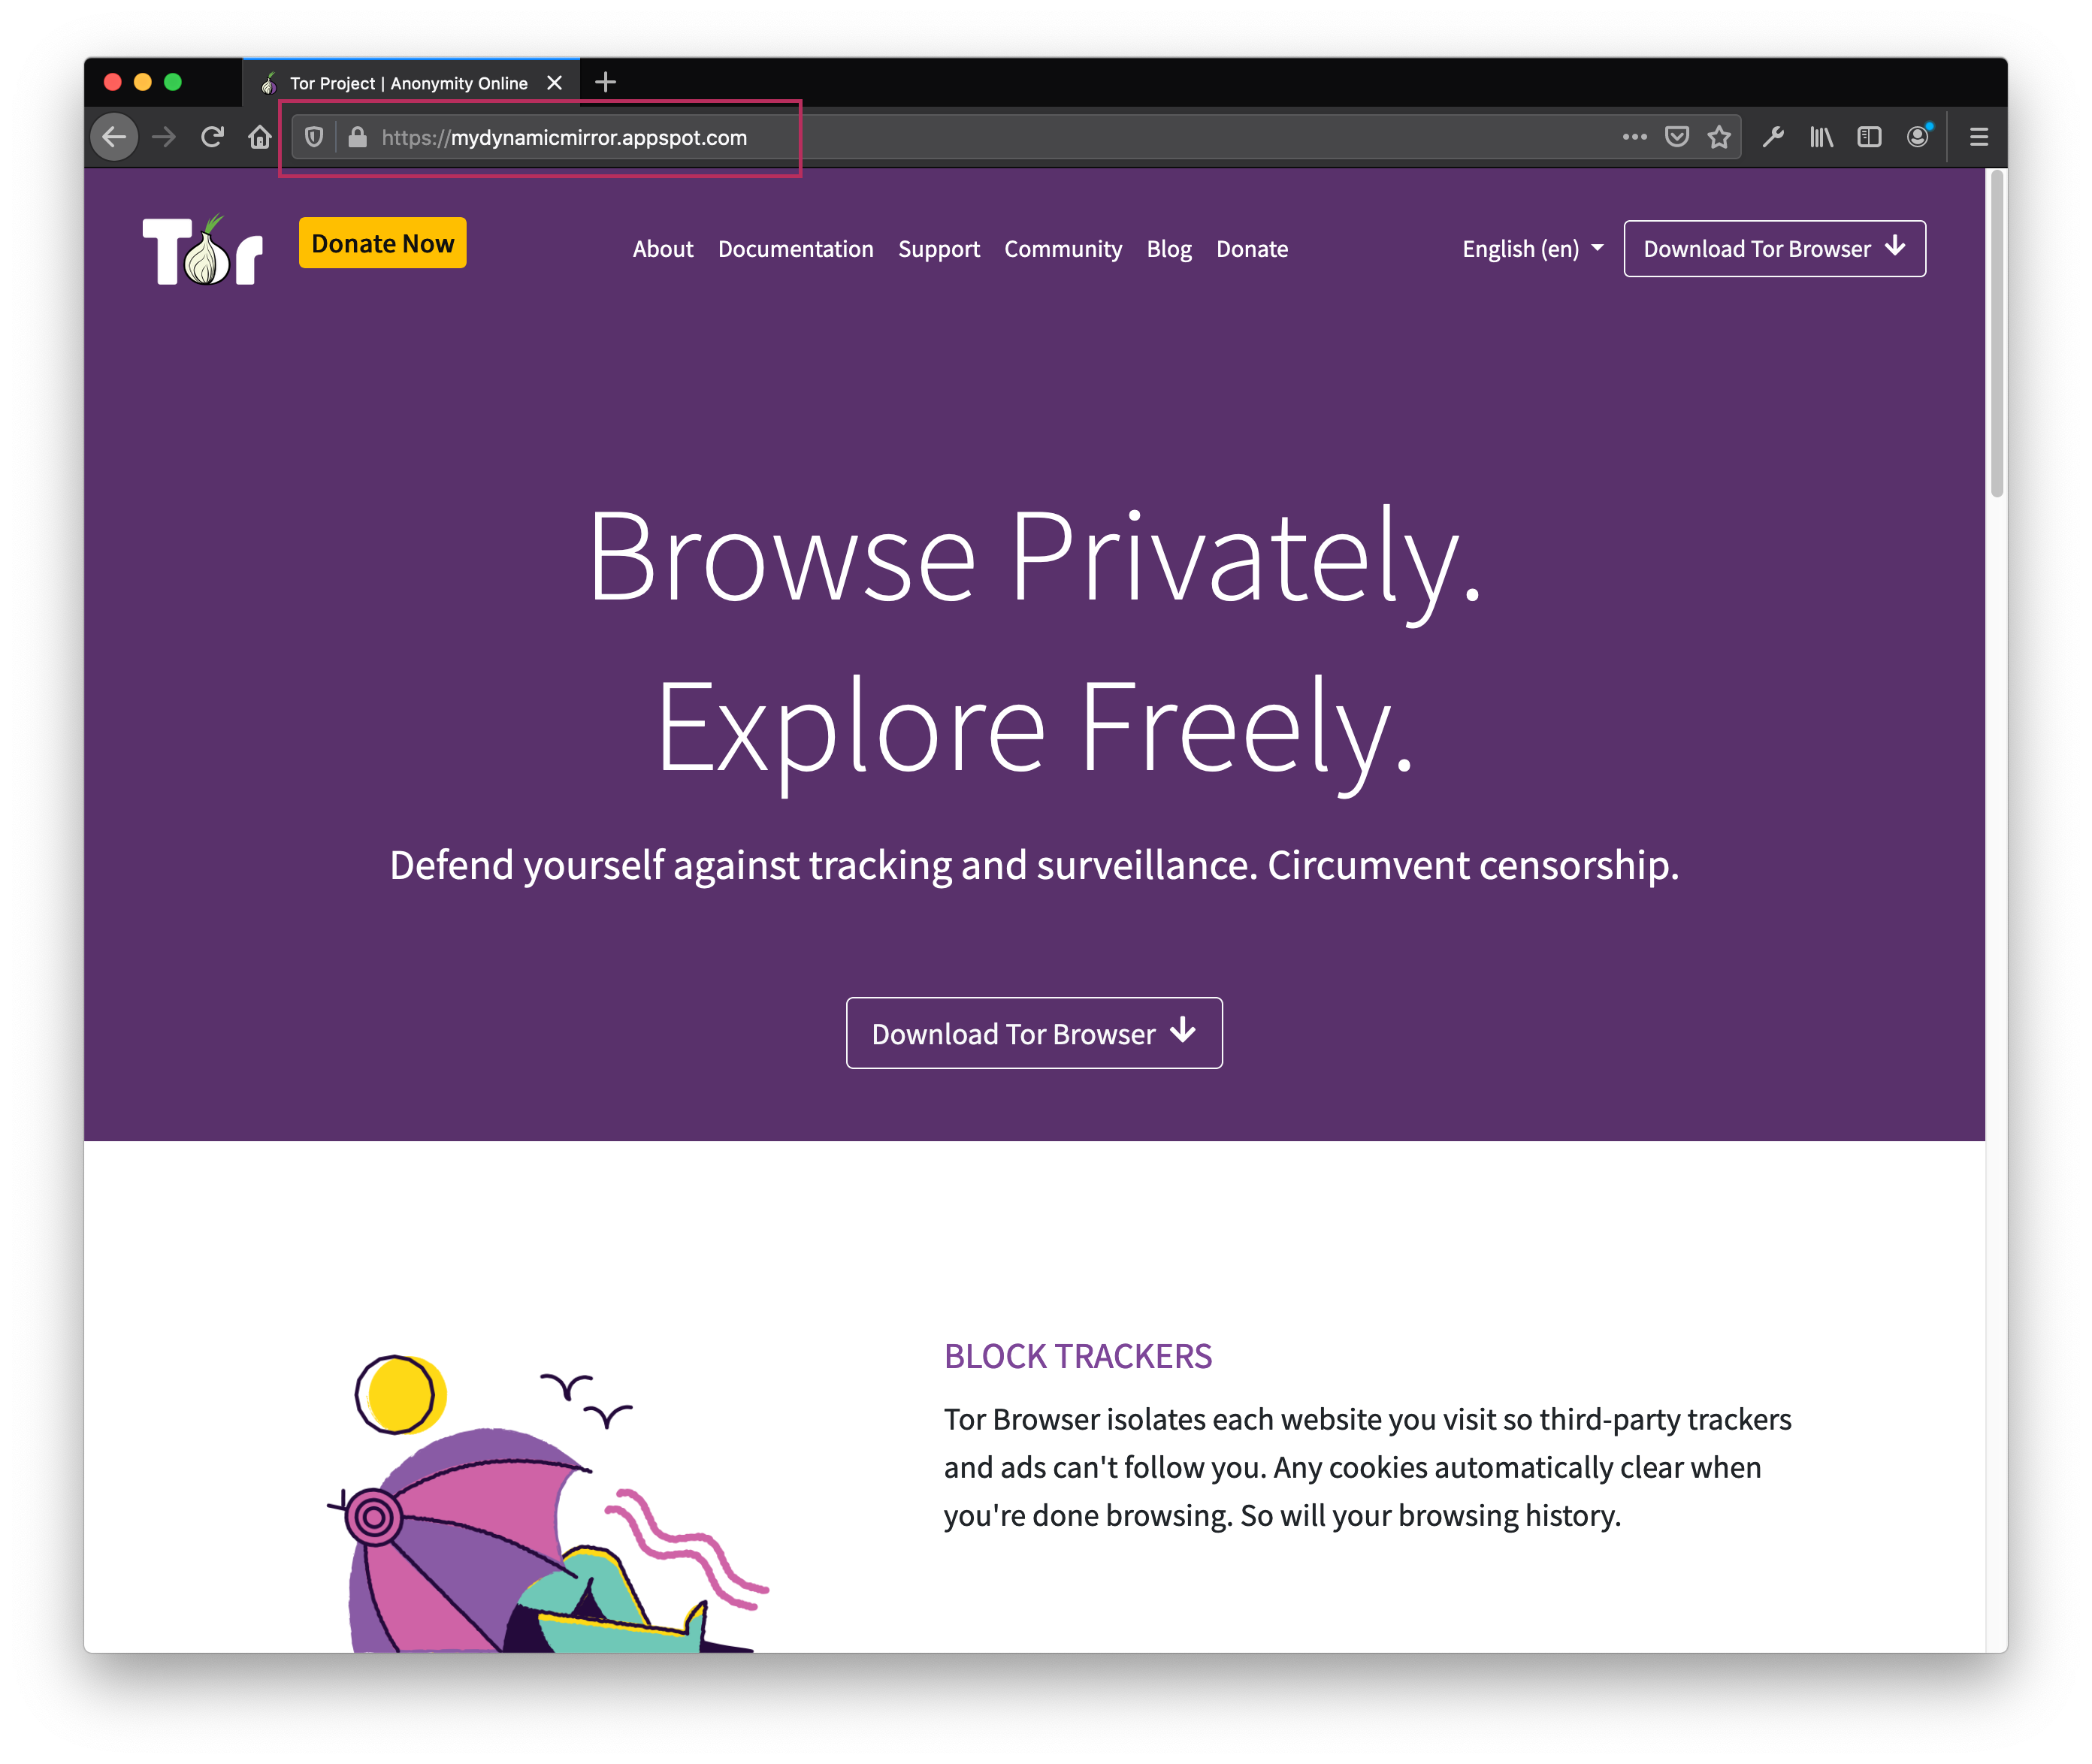 Tor Project | Anonymity Online
https://mydynamicmirror.appspot.com
Tor
Donate Now
About Documentation Support Community Blog Donate
English (en)
Download Tor Browser
Browse Privately.
Explore Freely.
Defend yourself against tracking and surveillance. Circumvent censorship.
Download Tor Browser
BLOCK TRACKERS
Tor Browser isolates each website you visit so third-party trackers
and ads can't follow you. Any cookies automatically clear when
you're done browsing. So will your browsing history.